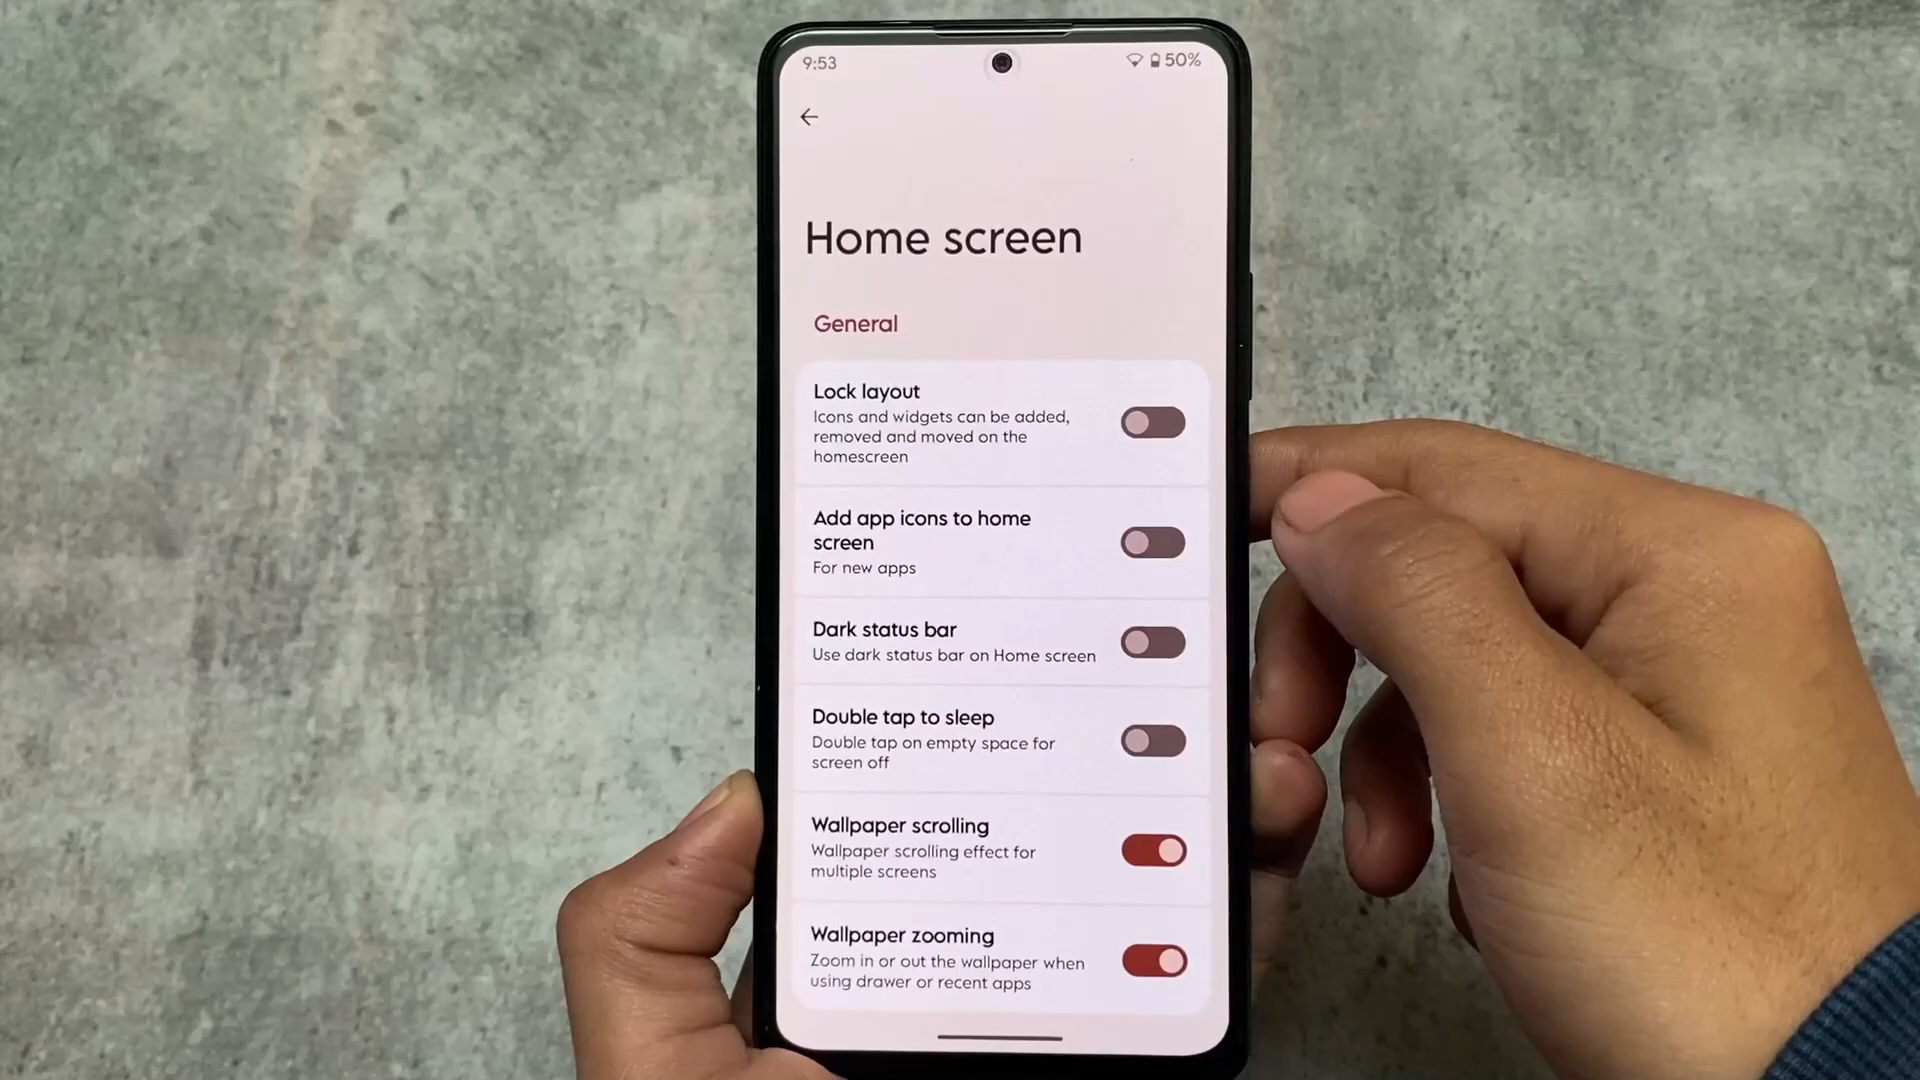 9:53
50%
Home screen
General
Lock layout
Icons and widgets can be added,
removed and moved on the
homescreen
Add app icons to home
screen
For new apps
Dark status bar
Use dark status bar on Home screen
Double tap to sleep
Double tap on empty space for
screen off
Wallpaper scrolling
Wallpaper scrolling effect for
multiple screens
Wallpaper zooming
Zoom in or out the wallpaper when
using drawer or recent apps